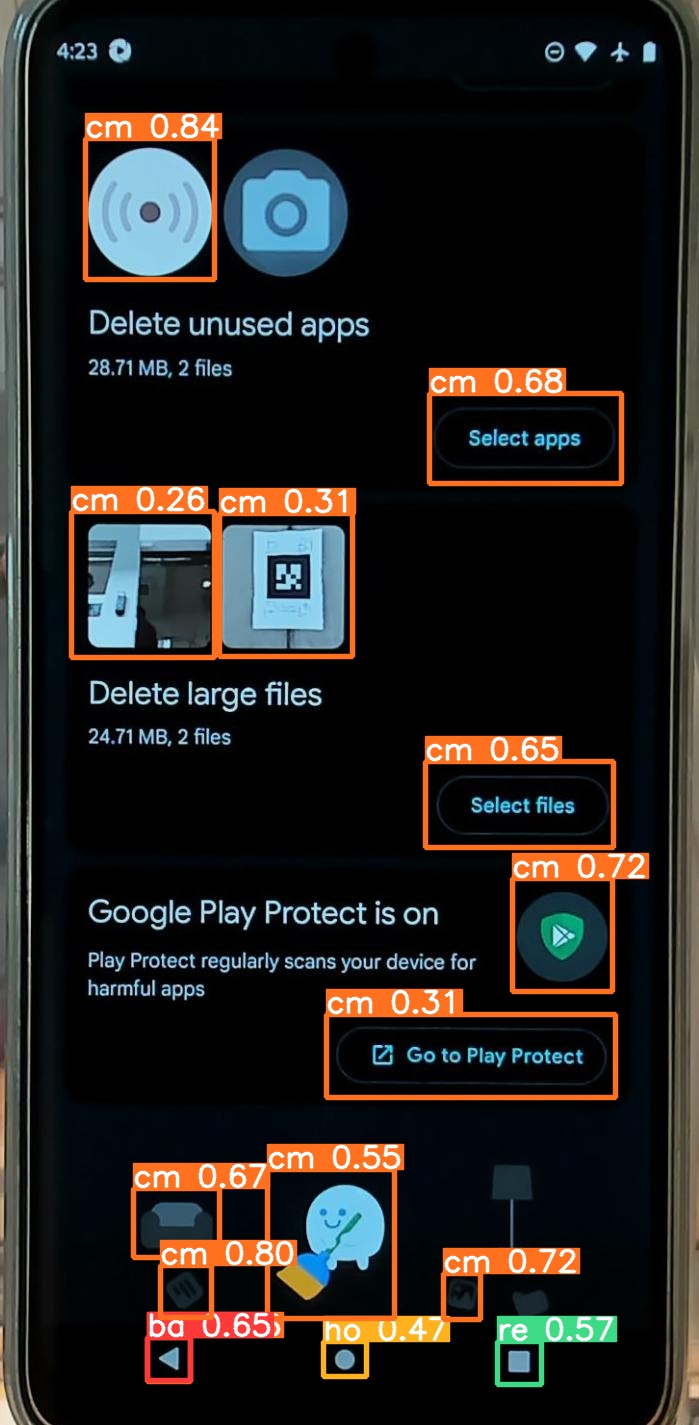 4:23
cm 0.84
Delete unused apps
28.71 MB, 2 files
cm 0.68
Select apps
cm 0.26 cm 0.31
Delete large files
24.71 MB, 2 files
cm 0.65
Select files
cm 0.72
Google Play Protect is on
Play Protect regularly scans your device for
harmful apps
cm 0.31
Go to Play Protect
cm 0.67 cm 0.55
cm 0.80 cm 0.72
ba 0.65 ho 0.47 re 0.57